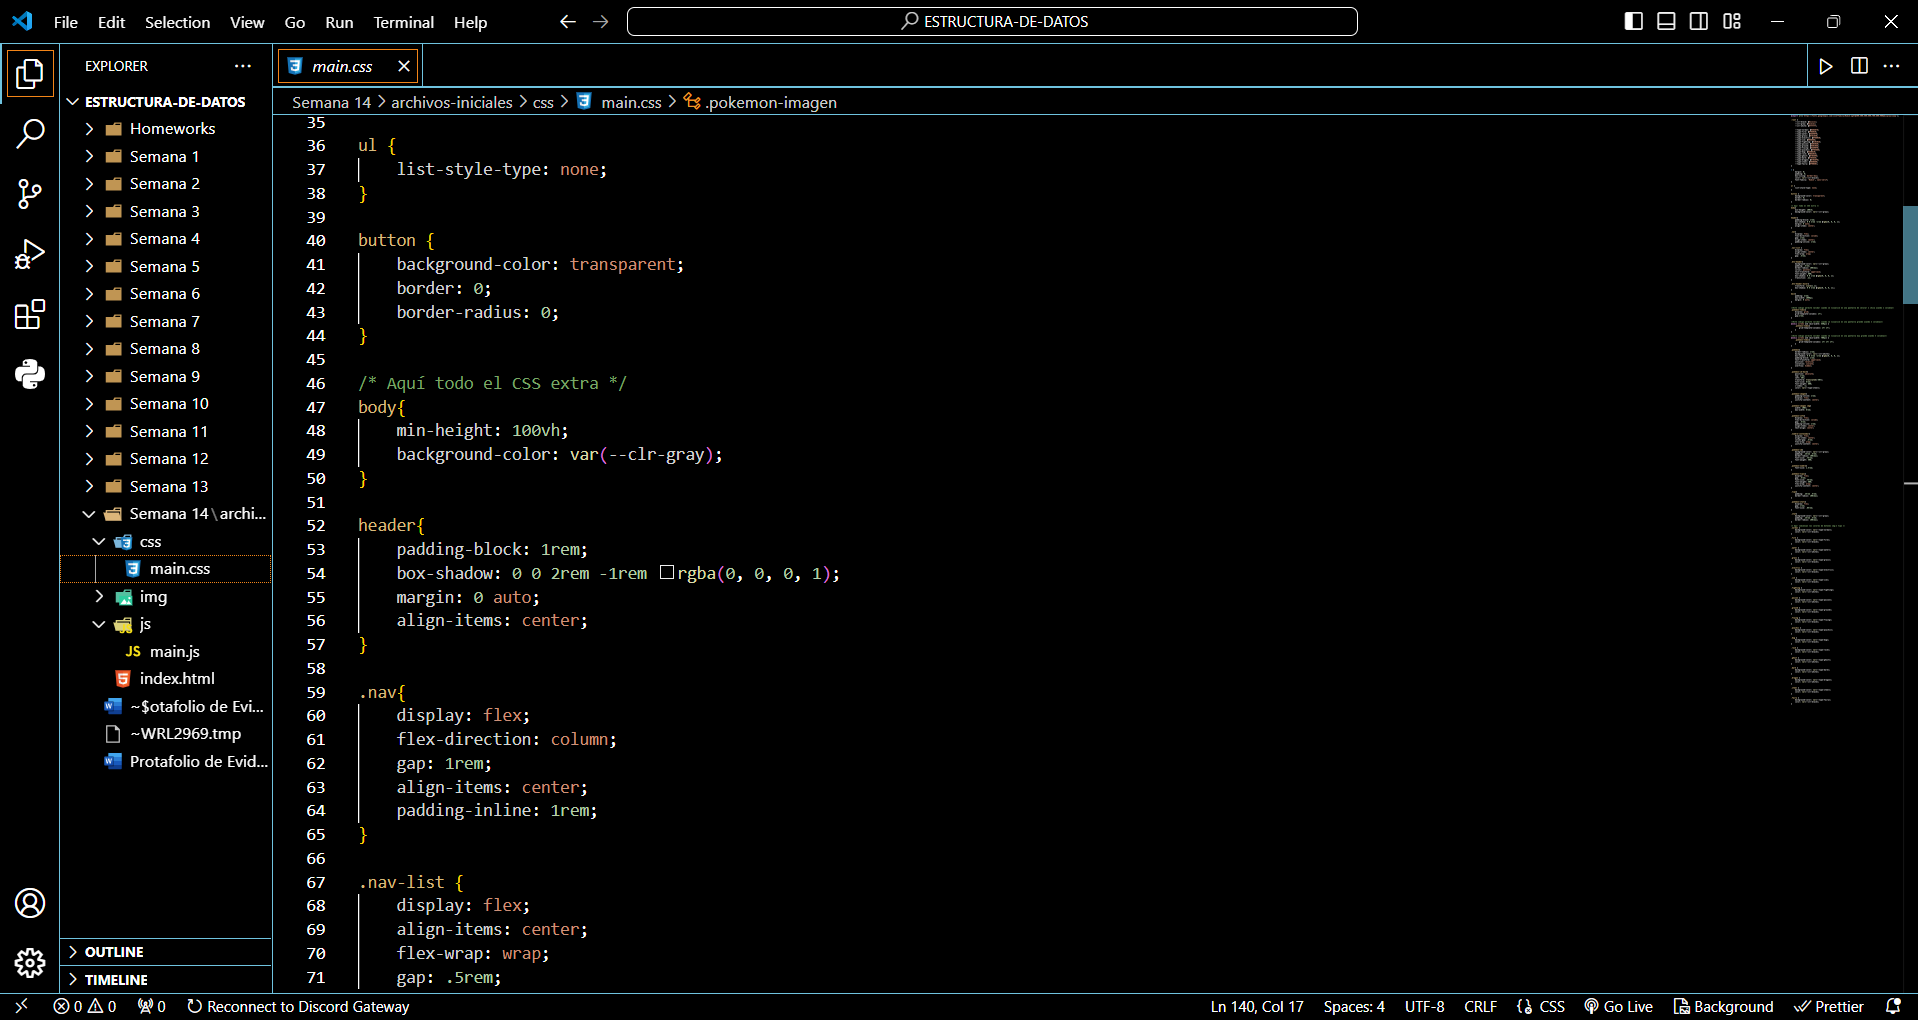 File Edit Selection View Go Run Terminal Help
ESTRUCTURA-DE-DATOS
EXPLORER
main.css
ESTRUCTURA-DE-DATOS
Homeworks
Semana 1
Semana 2
Semana 3
Semana 4
Semana 5
Semana 6
Semana 7
Semana 8
Semana 9
Semana 10
Semana 11
Semana 12
Semana 13
Semana 14\archi...
css
main.css
img
js
JS main.js
index.html
~$otafolio de Evi...
~WRL2969.tmp
Protafolio de Evid...
OUTLINE
TIMELINE
Semana 14 > archivos-iniciales > css > main.css > .pokemon-imagen
35
36 ul {
37 list-style-type: none;
38 }
39
40 button {
41 background-color: transparent;
42 border: 0;
43 border-radius: 0;
44 }
45
46 /* Aquí todo el CSS extra */
47 body{
48 min-height: 100vh;
49 background-color: var(--clr-gray);
50 }
51
52 header{
53 padding-block: 1rem;
54 box-shadow: 0 0 2rem -1rem rgba(0, 0, 0, 1);
55 margin: 0 auto;
56 align-items: center;
57 }
58
59 .nav{
60 display: flex;
61 flex-direction: column;
62 gap: 1rem;
63 align-items: center;
64 padding-inline: 1rem;
65 }
66
67 .nav-list {
68 display: flex;
69 align-items: center;
70 flex-wrap: wrap;
71 gap: .5rem;
0 0 0 Reconnect to Discord Gateway
Ln 140, Col 17 Spaces: 4 UTF-8 CRLF CSS Go Live Background Prettier